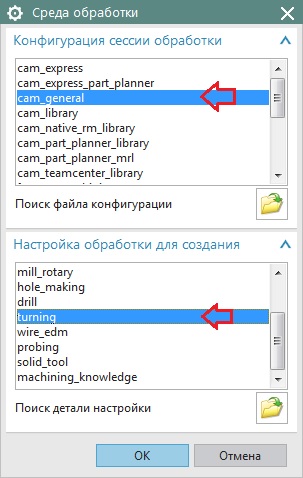 Среда обработки
Конфигурация сессии обработки
cam_express
cam_express_part_planner
cam_general
cam_library
cam_native_rm_library
cam_part_planner_library
cam_part_planner_mrl
cam_teamcenter_library
Поиск файла конфигурации
Настройка обработки для создания
mill_rotary
hole_making
drill
turning
wire_edm
probing
solid_tool
machining_knowledge
Поиск детали настройки
OK
Отмена